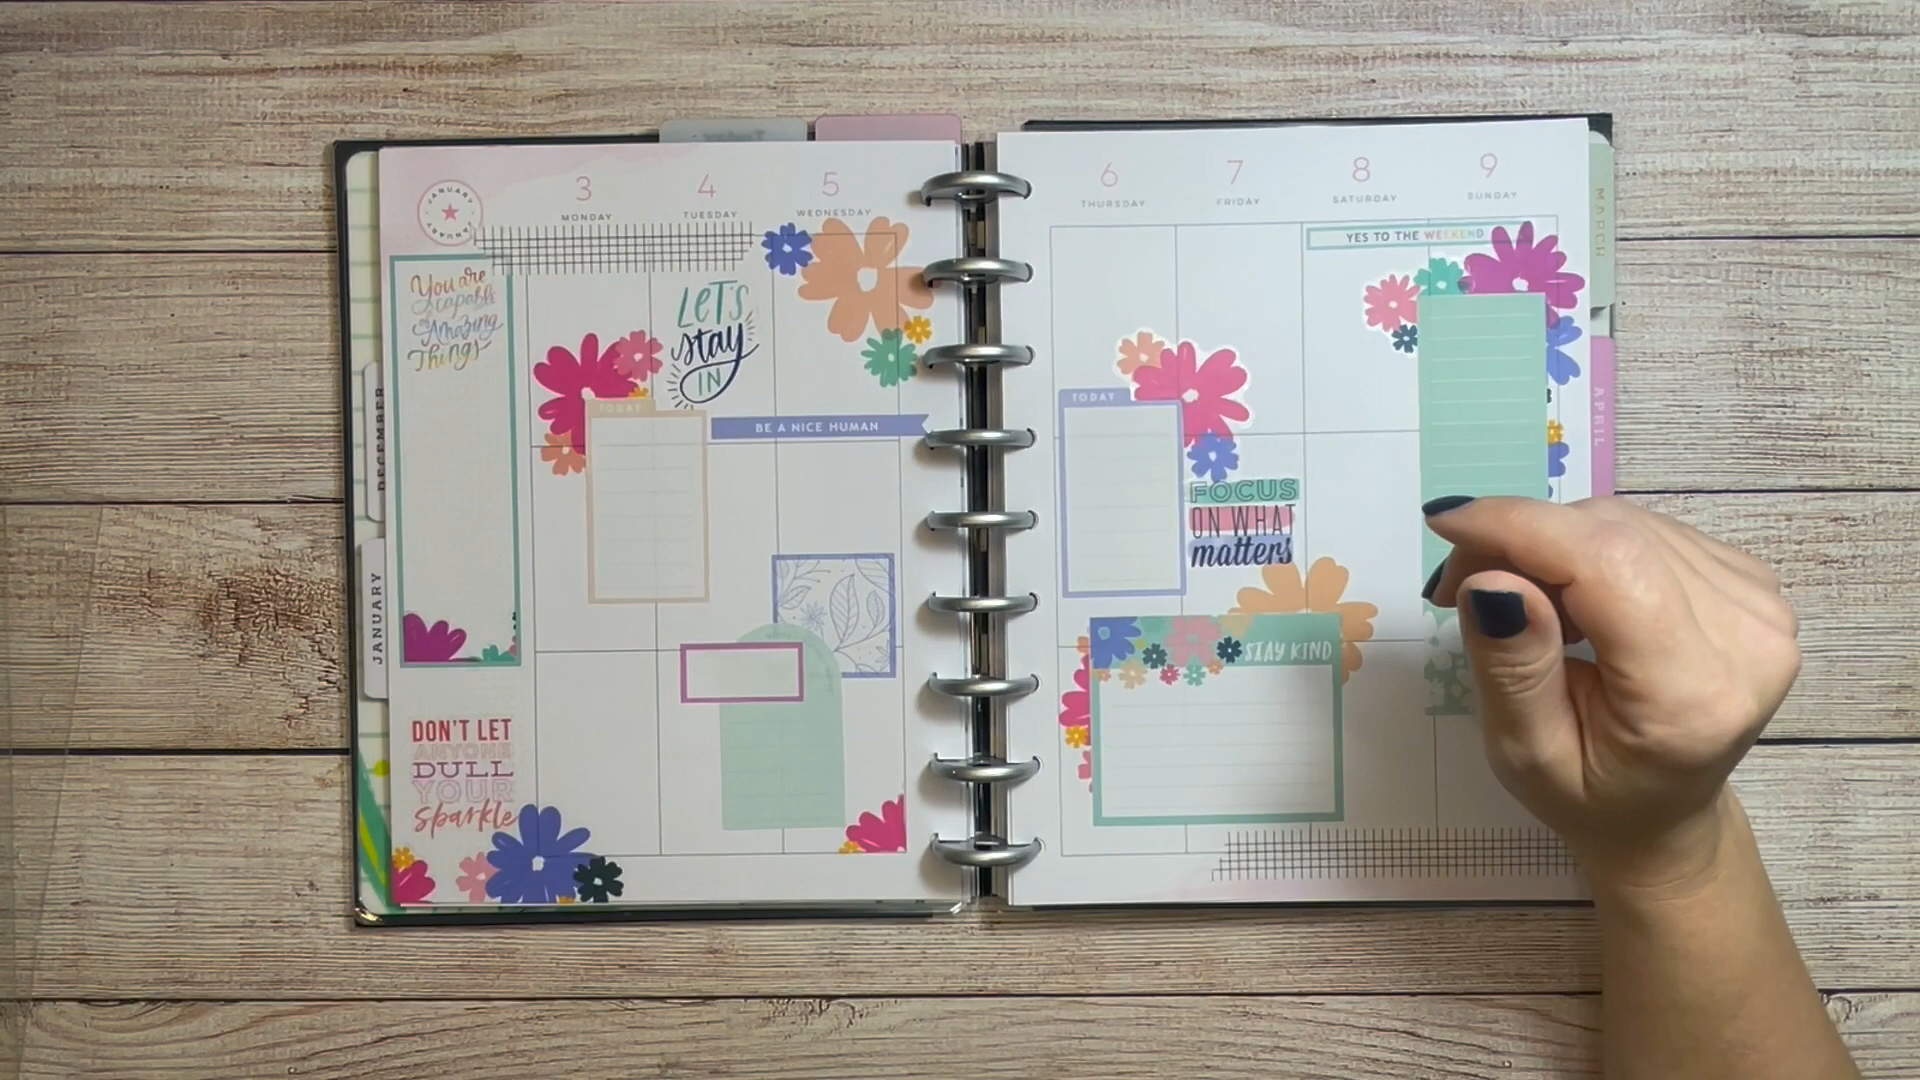 JANUARY JANUARY JANUARY
3 4 5
MONDAY TUESDAY WEDNESDAY
You are
capable
of
Amazing
Things
LET'S
stay
IN
TODAY
BE A NICE HUMAN
DON'T LET
ANYONE
DULL
YOUR
sparkle
DECEMBER
JANUARY
6 7 8 9
THURSDAY FRIDAY SATURDAY SUNDAY
YES TO THE WEEKEND
TODAY
FOCUS
ON WHAT
matters
STAY KIND
MARCH
APRIL